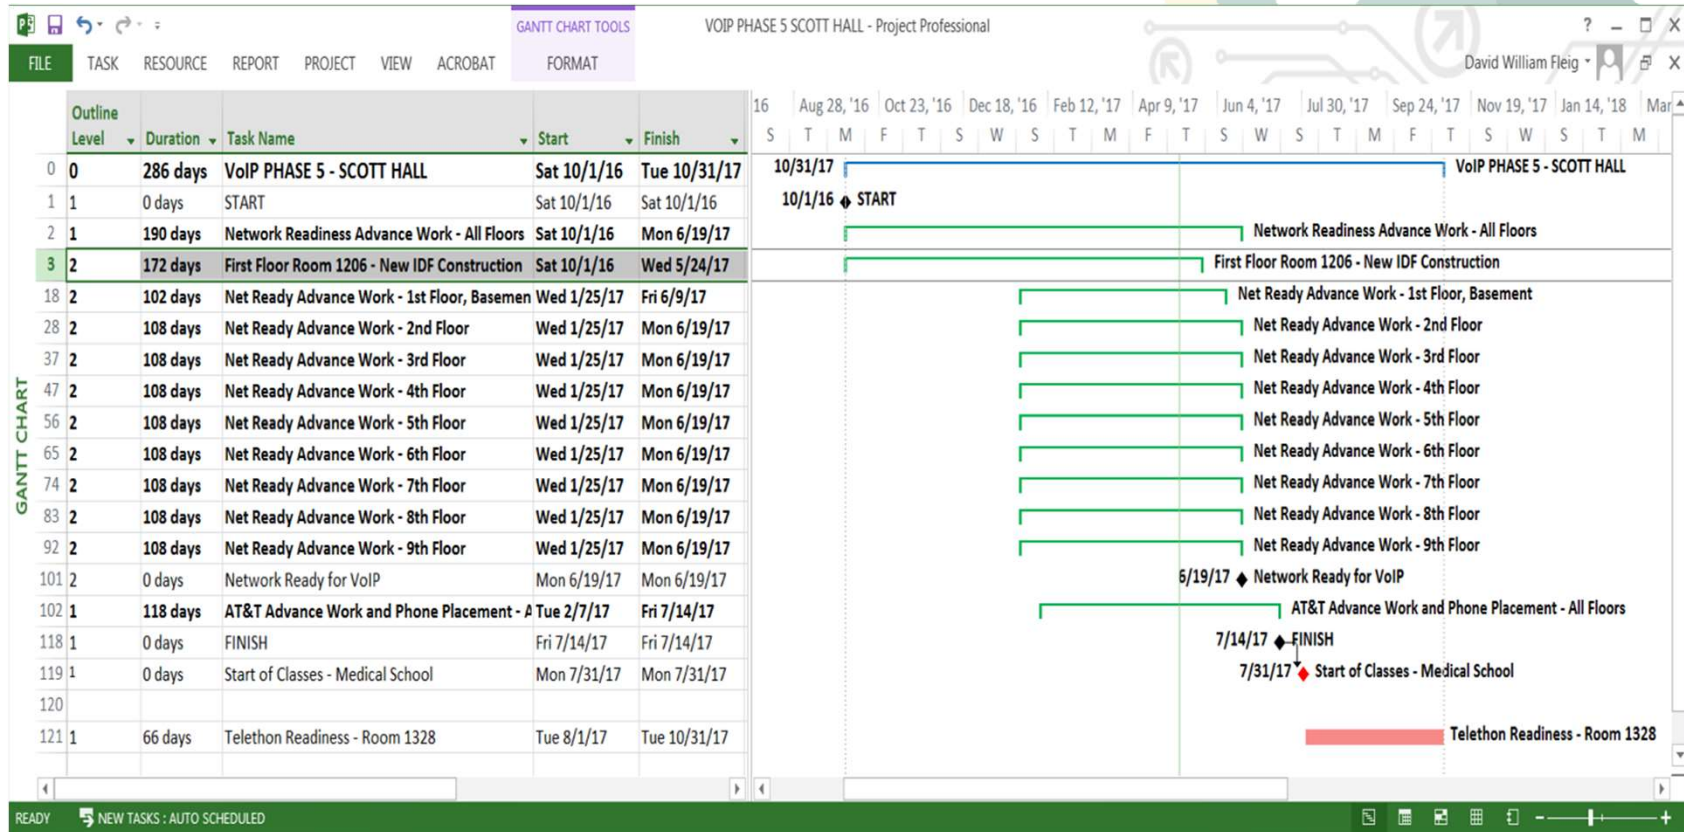 GANTT CHART TOOLS
VOIP PHASE 5 SCOTT HALL - Project Professional
?
FILE TASK RESOURCE REPORT PROJECT VIEW ACROBAT FORMAT
David William Fleig
Outline Level Duration Task Name Start Finish
16 Aug 28, '16 Oct 23, '16 Dec 18, '16 Feb 12, '17 Apr 9, '17 Jun 4, '17 Jul 30, '17 Sep 24, '17 Nov 19, '17 Jan 14, '18 Mar
S T M F T S W S T M F T S W S T M F T S W S T M
0 0 286 days VoIP PHASE 5 - SCOTT HALL Sat 10/1/16 Tue 10/31/17
1 1 0 days START Sat 10/1/16 Sat 10/1/16
2 1 190 days Network Readiness Advance Work - All Floors Sat 10/1/16 Mon 6/19/17
3 2 172 days First Floor Room 1206 - New IDF Construction Sat 10/1/16 Wed 5/24/17
18 2 102 days Net Ready Advance Work - 1st Floor, Basemen Wed 1/25/17 Fri 6/9/17
28 2 108 days Net Ready Advance Work - 2nd Floor Wed 1/25/17 Mon 6/19/17
37 2 108 days Net Ready Advance Work - 3rd Floor Wed 1/25/17 Mon 6/19/17
47 2 108 days Net Ready Advance Work - 4th Floor Wed 1/25/17 Mon 6/19/17
56 2 108 days Net Ready Advance Work - 5th Floor Wed 1/25/17 Mon 6/19/17
65 2 108 days Net Ready Advance Work - 6th Floor Wed 1/25/17 Mon 6/19/17
74 2 108 days Net Ready Advance Work - 7th Floor Wed 1/25/17 Mon 6/19/17
83 2 108 days Net Ready Advance Work - 8th Floor Wed 1/25/17 Mon 6/19/17
92 2 108 days Net Ready Advance Work - 9th Floor Wed 1/25/17 Mon 6/19/17
101 2 0 days Network Ready for VoIP Mon 6/19/17 Mon 6/19/17
102 1 118 days AT&T Advance Work and Phone Placement - A Tue 2/7/17 Fri 7/14/17
118 1 0 days FINISH Fri 7/14/17 Fri 7/14/17
119 1 0 days Start of Classes - Medical School Mon 7/31/17 Mon 7/31/17
120
121 1 66 days Telethon Readiness - Room 1328 Tue 8/1/17 Tue 10/31/17
10/31/17 VoIP PHASE 5 - SCOTT HALL
10/1/16 START
Network Readiness Advance Work - All Floors
First Floor Room 1206 - New IDF Construction
Net Ready Advance Work - 1st Floor, Basement
Net Ready Advance Work - 2nd Floor
Net Ready Advance Work - 3rd Floor
Net Ready Advance Work - 4th Floor
Net Ready Advance Work - 5th Floor
Net Ready Advance Work - 6th Floor
Net Ready Advance Work - 7th Floor
Net Ready Advance Work - 8th Floor
Net Ready Advance Work - 9th Floor
6/19/17 Network Ready for VoIP
AT&T Advance Work and Phone Placement - All Floors
7/14/17 FINISH
7/31/17 Start of Classes - Medical School
Telethon Readiness - Room 1328
GANTT CHART
READY NEW TASKS : AUTO SCHEDULED